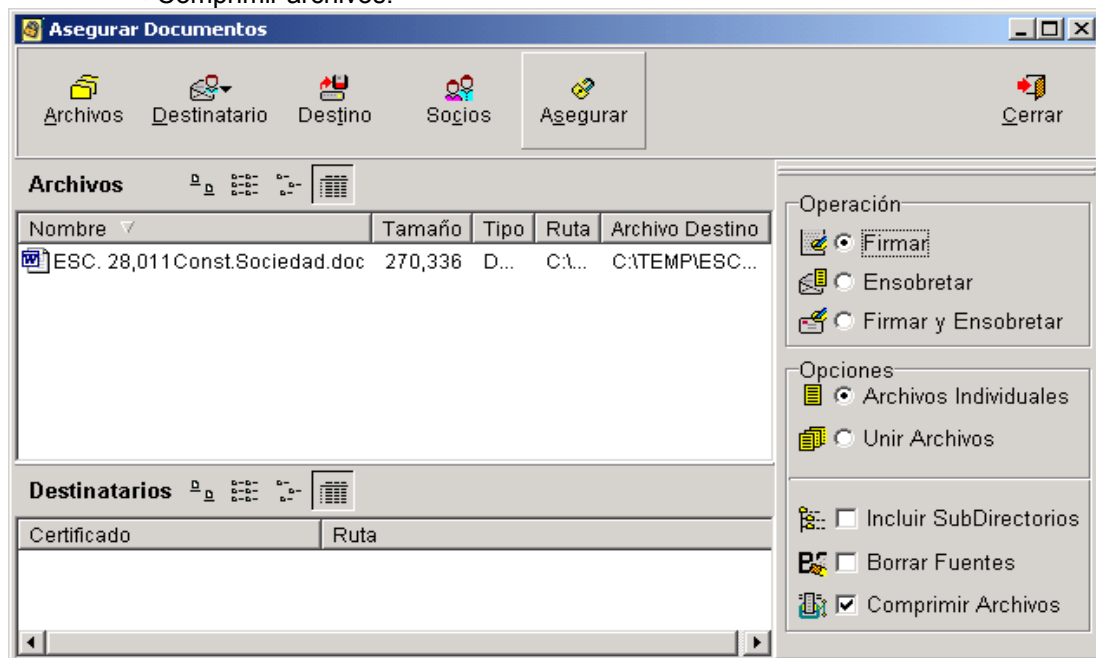 Comprimir archivos.
Asegurar Documentos
Archivos Destinatario Destino Socios Asegurar Cerrar
Archivos
Nombre Tamaño Tipo Ruta Archivo Destino
ESC. 28,011Const.Sociedad.doc 270,336 D... C:\... C:\TEMP\ESC...
Operación
Firmar
Ensobretar
Firmar y Ensobretar
Opciones
Archivos Individuales
Unir Archivos
Incluir SubDirectorios
Borrar Fuentes
Comprimir Archivos
Destinatarios
Certificado Ruta